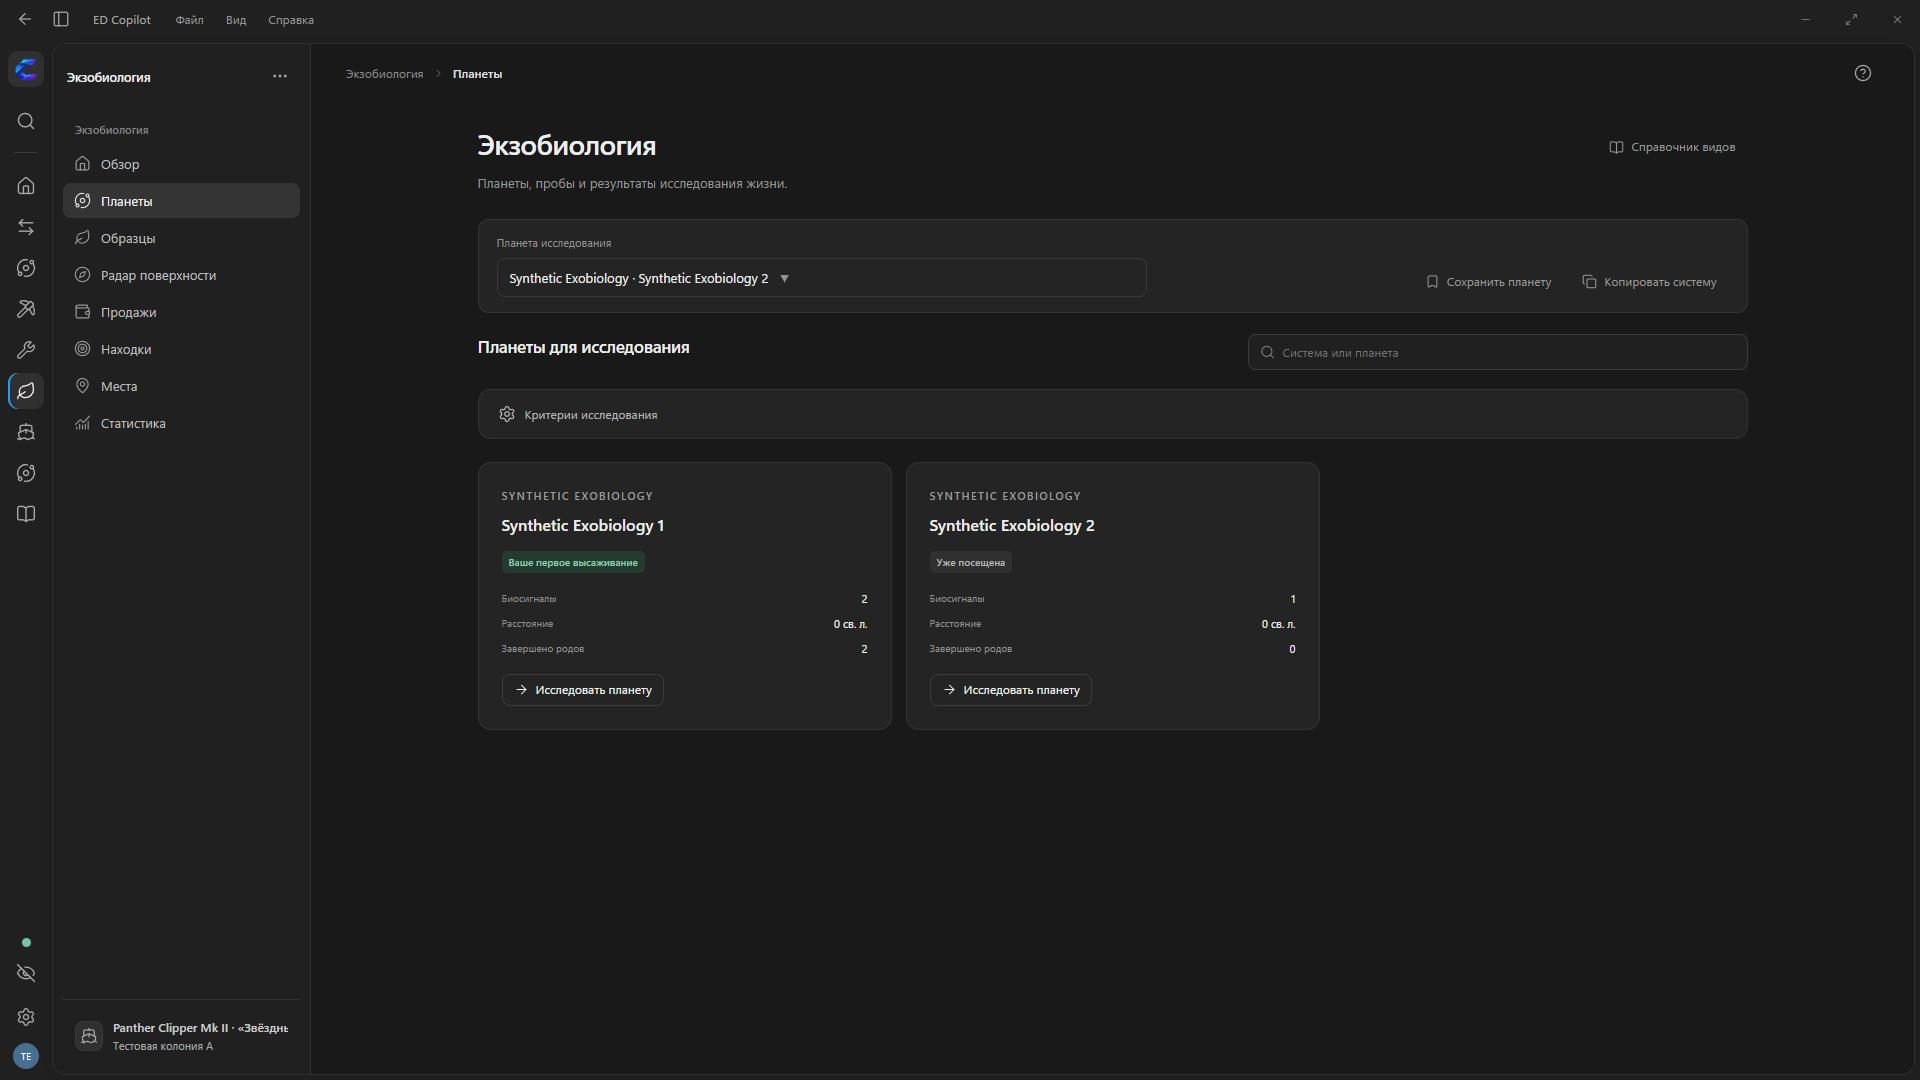 ED Copilot
Файл
Вид
Справка
Экзобиология
Экзобиология
Обзор
Планеты
Образцы
Радар поверхности
Продажи
Находки
Места
Статистика
Panther Clipper Mk II · «Звёздн
Тестовая колония А
TE
Экзобиология > Планеты
Экзобиология
Справочник видов
Планеты, пробы и результаты исследования жизни.
Планета исследования
Synthetic Exobiology · Synthetic Exobiology 2
Сохранить планету
Копировать систему
Планеты для исследования
Система или планета
Критерии исследования
SYNTHETIC EXOBIOLOGY
Synthetic Exobiology 1
Ваше первое высаживание
Биосигналы 2
Расстояние 0 св. л.
Завершено родов 2
Исследовать планету
SYNTHETIC EXOBIOLOGY
Synthetic Exobiology 2
Уже посещена
Биосигналы 1
Расстояние 0 св. л.
Завершено родов 0
Исследовать планету